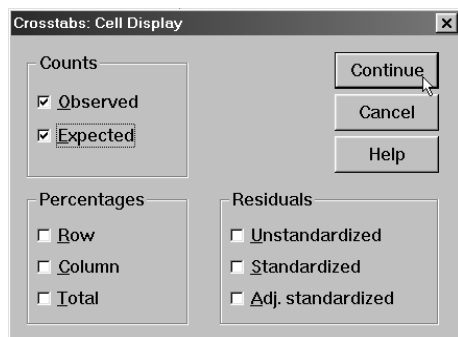 Crosstabs: Cell Display
Counts
Observed
Expected
Continue
Cancel
Help
Percentages
Row
Column
Total
Residuals
Unstandardized
Standardized
Adj. standardized